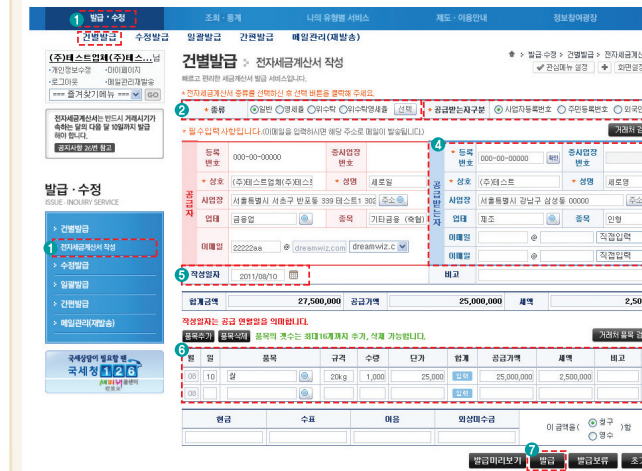 1 발급·수정 조회·통계 나의 유형별 서비스 제도·이용안내 정보참여광장
건별발급 수정발급 일괄발급 간편발급 메일관리(재발송)
(주)테스트업체(주)테스...님
·개인정보수정 ·마이페이지
·로그아웃 ·메일관리재발송
=== 즐겨찾기메뉴 === GO
전자세금계산서는 반드시 거래시기가
속하는 달의 다음 달 10일까지 발급
해야 합니다.
공지사항 26번 참고
발급·수정
ISSUE· INQUIRY SERVICE
> 건별발급
1 전자세금계산서 작성
> 수정발급
> 일괄발급
> 간편발급
> 메일관리(재발송)
국세상담이 필요할 땐
국세청 126
건별발급 > 전자세금계산서 작성
> 발급·수정 > 건별발급 > 전자세금계산
관심메뉴 설정 화면설정
빠르고 편리한 세금계산서 발급 서비스입니다.
*전자세금계산서 종류를 선택하신 후 선택 버튼을 클릭해 주세요.
2 * 종류 일반 영세율 위수탁 위수탁영세율 선택 3 * 공급받는자구분 사업자등록번호 주민등록번호 외국인
* 필수입력사항입니다.(이메일을 입력하시면 해당 주소로 메일이 발송됩니다.) 거래처 검
공급자
등록번호 000-00-00000 종사업장번호
* 상호 (주)테스트업체(주)테스트 * 성명 세로일
사업장 서울특별시 서초구 반포동 339 테스트1 302 주소
업태 금융업 종목 기타금융 (축협)
이메일 22222aa @ dreamwiz.com dreamwiz.c
4 공급받는자
* 등록번호 000-00-00000 확인 종사업장번호
* 상호 (주)테스트 * 성명 세로영
사업장 서울특별시 강남구 삼성동 00000 주소
업태 제조 종목 인형
이메일 @ 직접입력
이메일 @ 직접입력
5 작성일자 2011/08/10 비고
합계금액 27,500,000 공급가액 25,000,000 세액 2,50
작성일자는 공급 연월일을 의미합니다.
품목추가 품목삭제 품목의 갯수는 최대16개까지 추가, 삭제 가능합니다. 거래처 품목 검
6 월 일 품목 규격 수량 단가 합계 공급가액 세액 비고
08 10 쌀 20kg 1,000 25,000 입력 25,000,000 2,500,000
08 입력
현금 수표 어음 외상미수금 이 금액을( 청구 영수 )함
7 발급미리보기 발급 발급보류 초